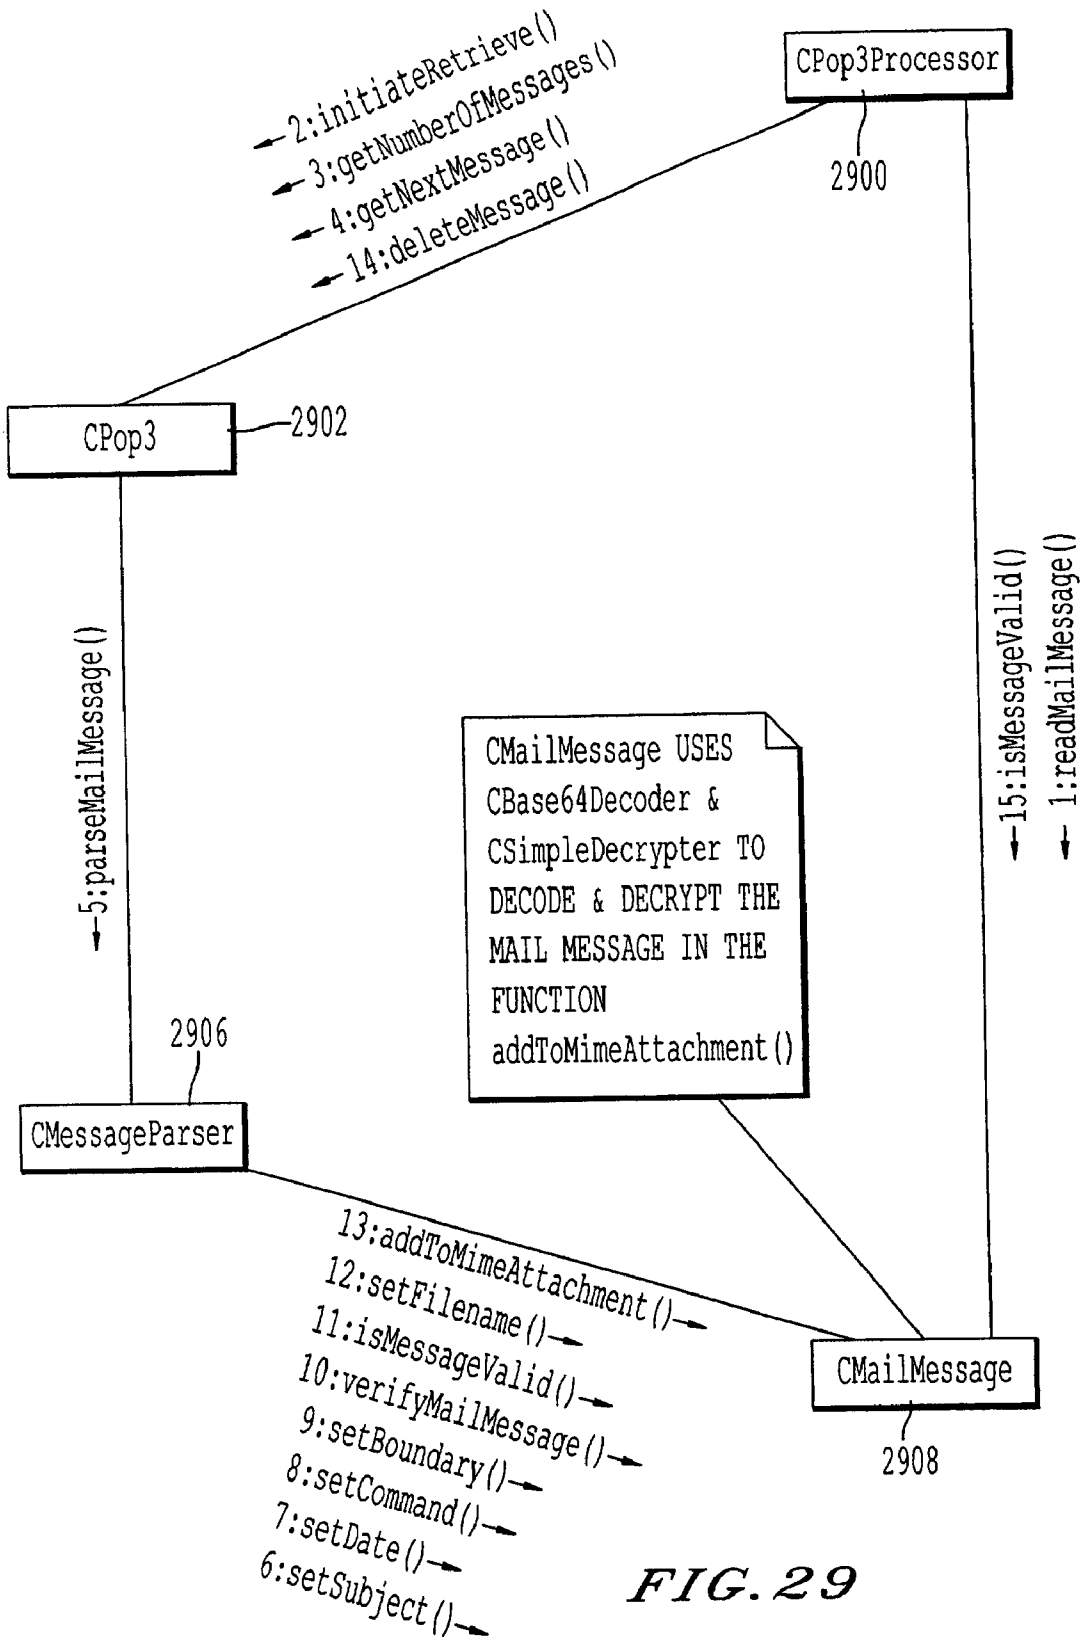 2:initiateRetrieve()
3:getNumberOfMessages()
4:getNextMessage()
14:deleteMessage()
CPop3Processor
2900
CPop3
2902
5:parseMailMessage()
15:isMessageValid()
1:readMailMessage()
CMailMessage USES
CBase64Decoder &
CSimpleDecrypter TO
DECODE & DECRYPT THE
MAIL MESSAGE IN THE
FUNCTION
addToMimeAttachment()
2906
CMessageParser
13:addToMimeAttachment()
12:setFilename()
11:isMessageValid()
10:verifyMailMessage()
9:setBoundary()
8:setCommand()
7:setDate()
6:setSubject()
CMailMessage
2908
FIG.29